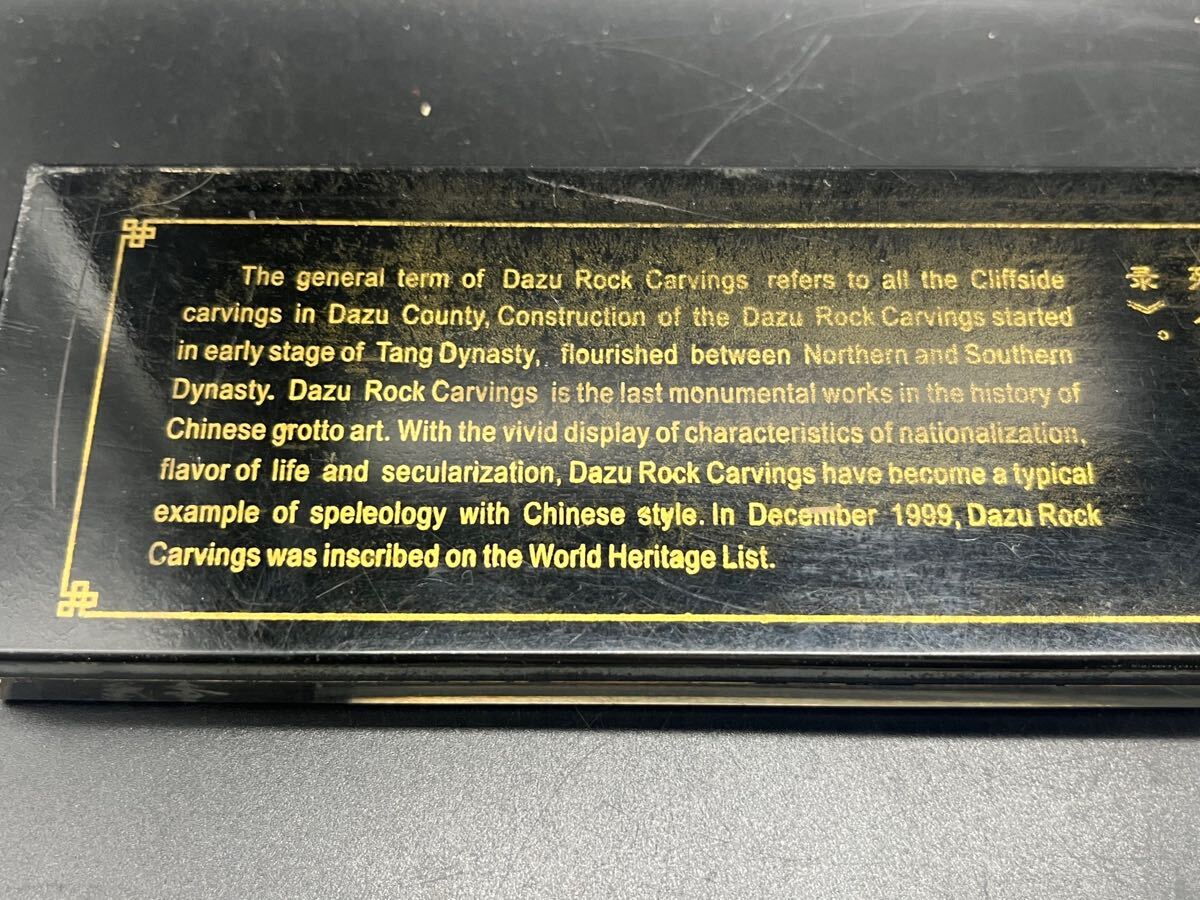 The general term of Dazu Rock Carvings refers to all the Cliffside
carvings in Dazu County, Construction of the Dazu Rock Carvings started
in early stage of Tang Dynasty, flourished between Northern and Southern
Dynasty. Dazu Rock Carvings is the last monumental works in the history of
Chinese grotto art. With the vivid display of characteristics of nationalization,
flavor of life and secularization, Dazu Rock Carvings have become a typical
example of speleology with Chinese style. In December 1999, Dazu Rock
Carvings was inscribed on the World Heritage List.
录》。